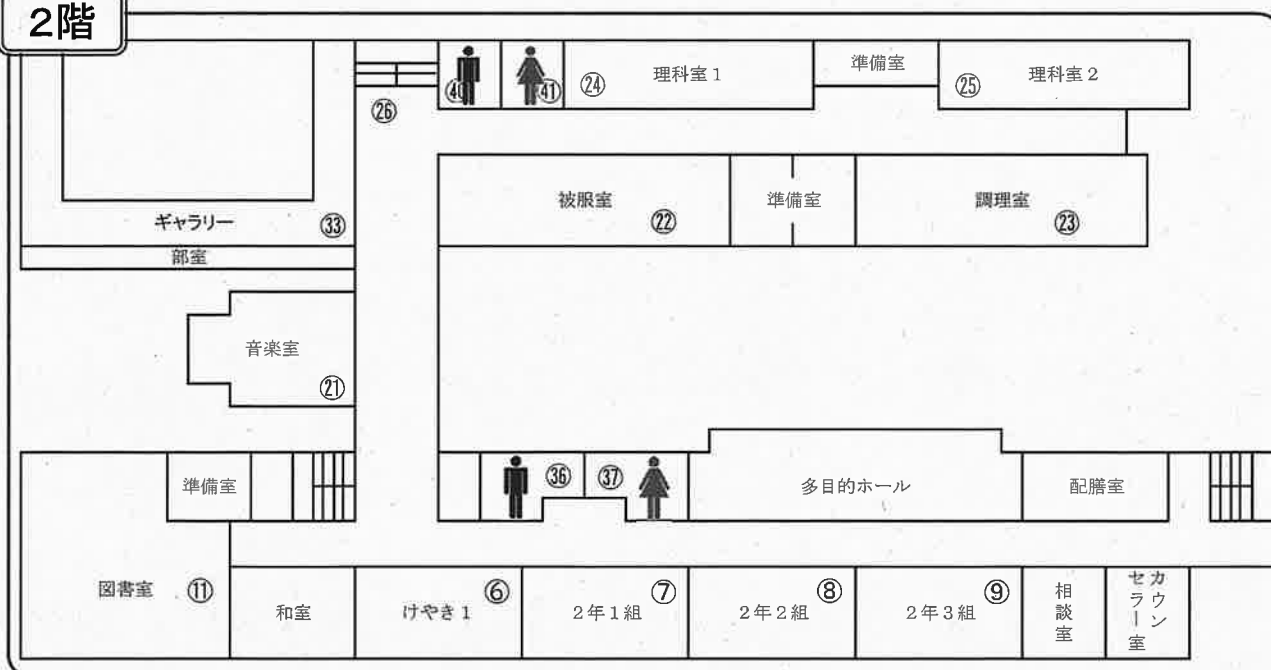 2階
㊵
㊶
㉔
理科室1
準備室
㉕
理科室2
㉖
被服室
㉒
準備室
調理室
㉓
ギャラリー
㉝
部室
音楽室
㉑
準備室
㊱
㊲
多目的ホール
配膳室
図書室
⑪
和室
けやき1
⑥
2年1組
⑦
2年2組
⑧
2年3組
⑨
相談室
カウンセラー室